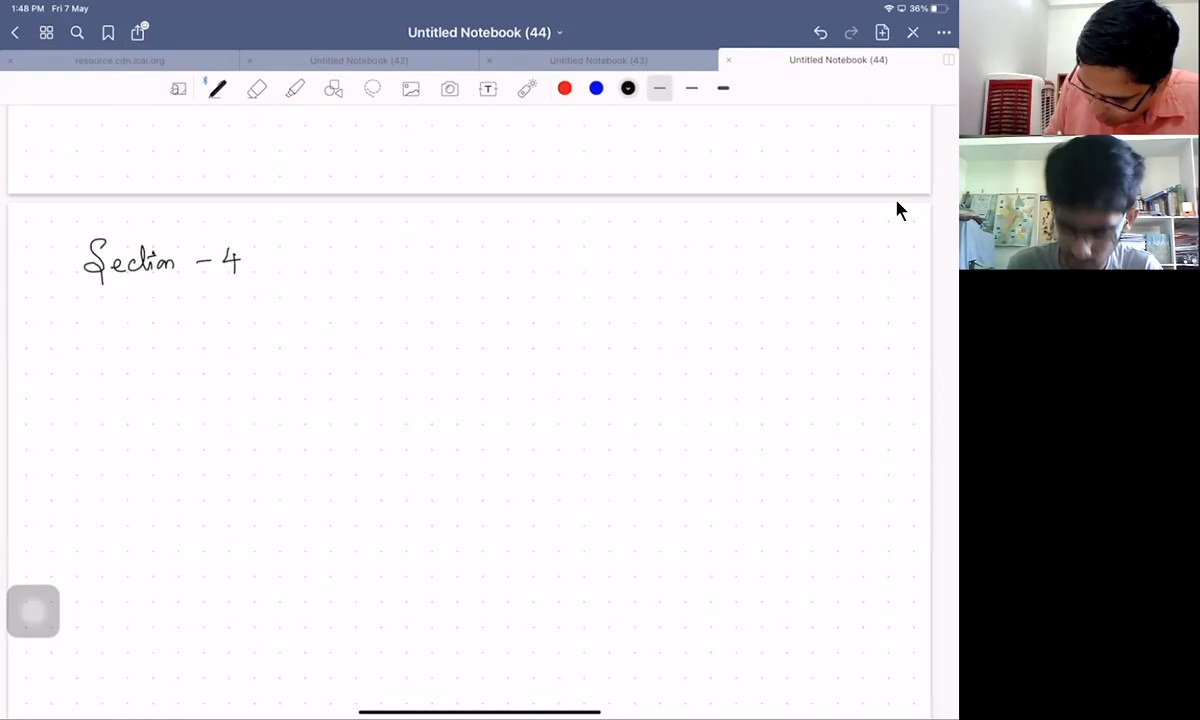 1:48 PM Fri 7 May
36%
Untitled Notebook (44)
resource.cdn.icai.org
Untitled Notebook (42)
Untitled Notebook (43)
Untitled Notebook (44)
T
Section - 4